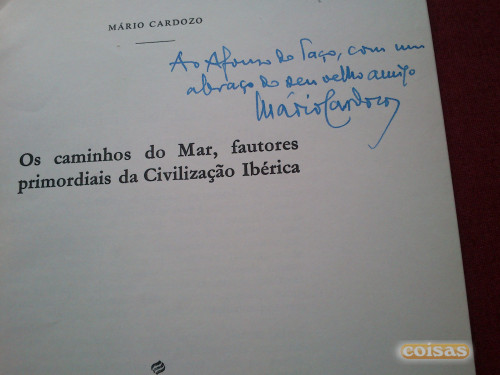 MÁRIO CARDOZO
Ao Afonso do Paço, com um
abraço do seu velho amigo
Mário Cardozo
Os caminhos do Mar, fautores
primordiais da Civilização Ibérica
coisas